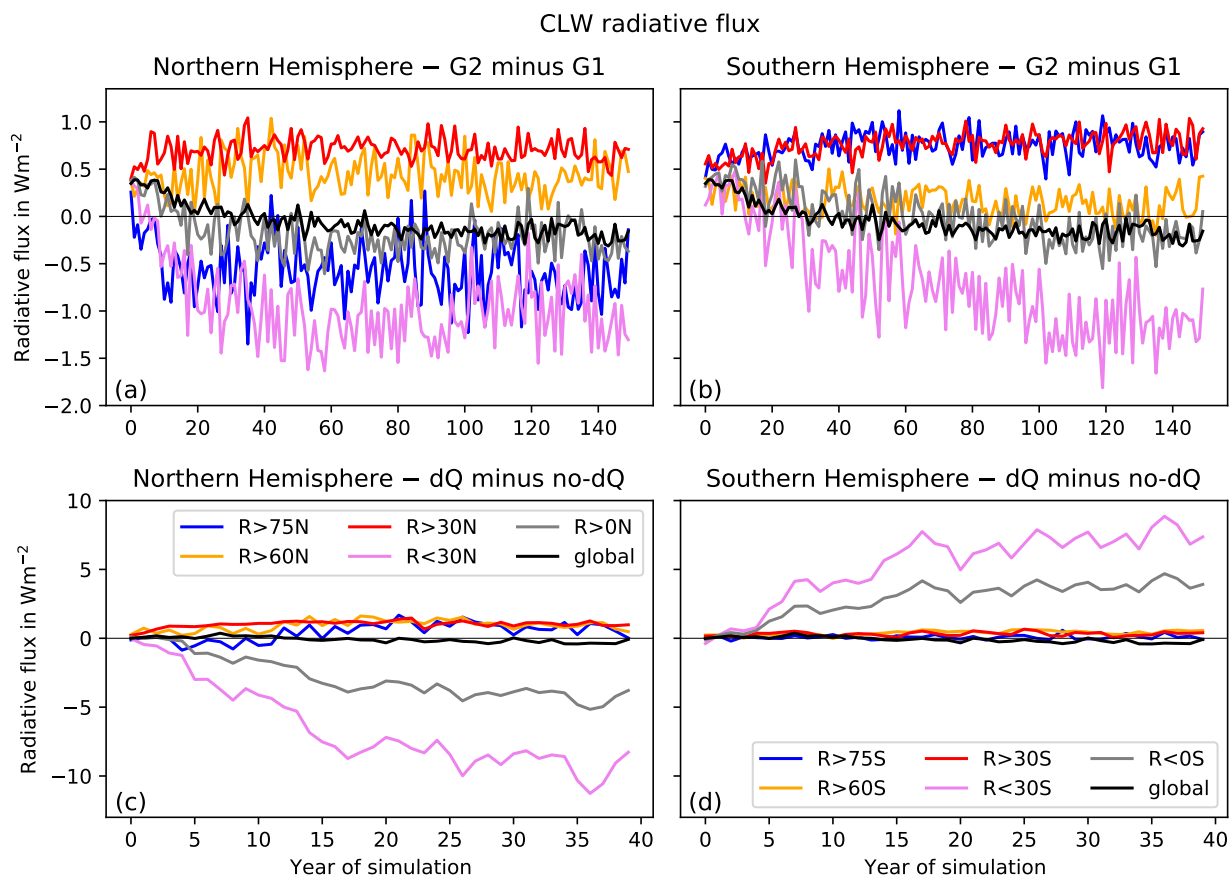 CLW radiative flux
Northern Hemisphere − G2 minus G1
Southern Hemisphere − G2 minus G1
Radiative flux in Wm−2
1.0
0.5
0.0
−0.5
−1.0
−1.5
−2.0
(a)
(b)
0 20 40 60 80 100 120 140
0 20 40 60 80 100 120 140
Northern Hemisphere − dQ minus no-dQ
Southern Hemisphere − dQ minus no-dQ
Radiative flux in Wm−2
10
5
0
−5
−10
R>75N R>30N R>0N
R>60N R<30N global
R>75S R>30S R<0S
R>60S R<30S global
(c)
(d)
0 5 10 15 20 25 30 35 40
0 5 10 15 20 25 30 35 40
Year of simulation
Year of simulation